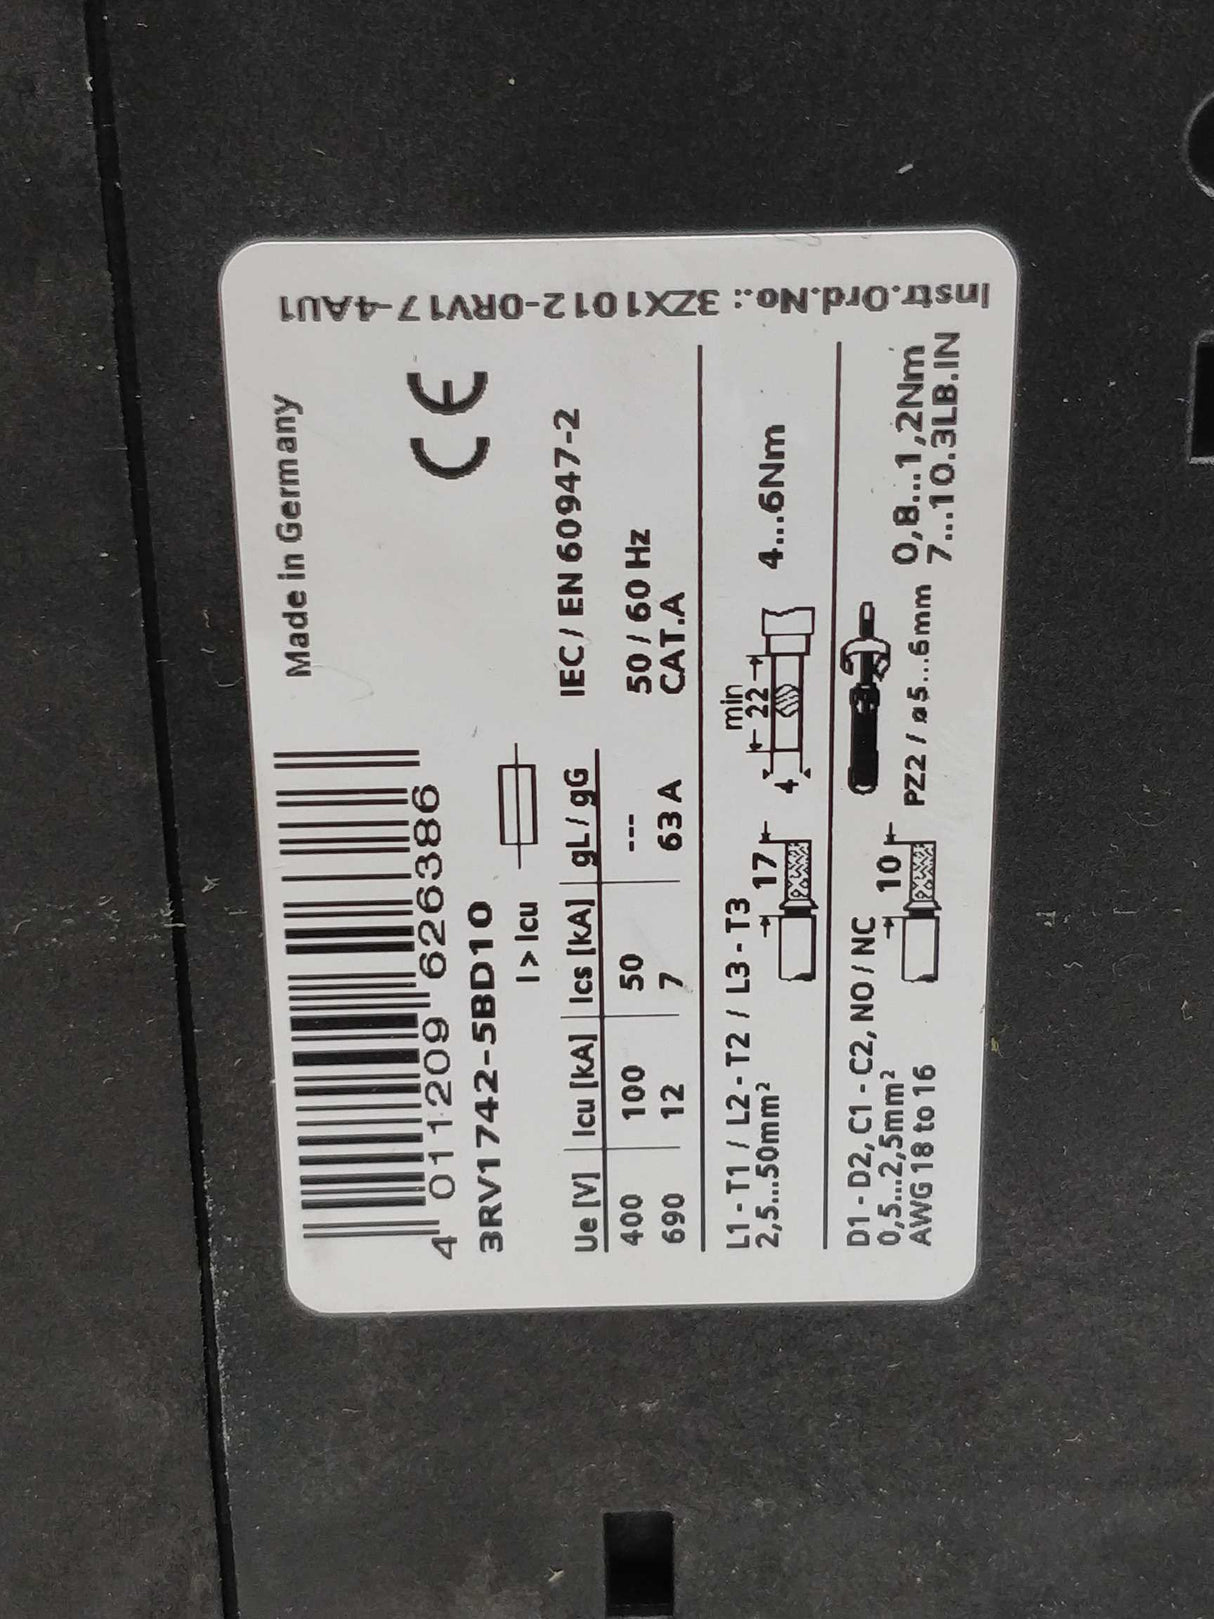 Made in Germany
4 011209 626386
3RV1742-5BD10
I > Icu
IEC / EN 60947-2
Ue [V] Icu [kA] Ics [kA] gL / gG
400 100 50 --- 50 / 60 Hz
690 12 7 63 A CAT.A
L1 - T1 / L2 - T2 / L3 - T3
2,5...50mm²
17
min
22
4
4...6Nm
D1 - D2, C1 - C2, NO / NC
0,5...2,5mm²
AWG 18 to 16
10
PZ2 / ø5...6mm
0,8...1,2Nm
7...10.3LB.IN
Instr.Ord.No.: 3ZX1012-0RV17-4AU1
CE